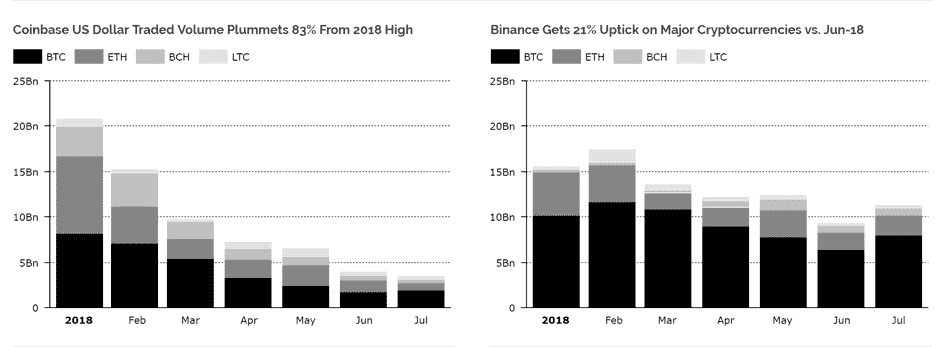 Coinbase US Dollar Traded Volume Plummets 83% From 2018 High
BTC ETH BCH LTC
25Bn
20Bn
15Bn
10Bn
5Bn
0
2018 Feb Mar Apr May Jun Jul
Binance Gets 21% Uptick on Major Cryptocurrencies vs. Jun-18
BTC ETH BCH LTC
25Bn
20Bn
15Bn
10Bn
5Bn
0
2018 Feb Mar Apr May Jun Jul